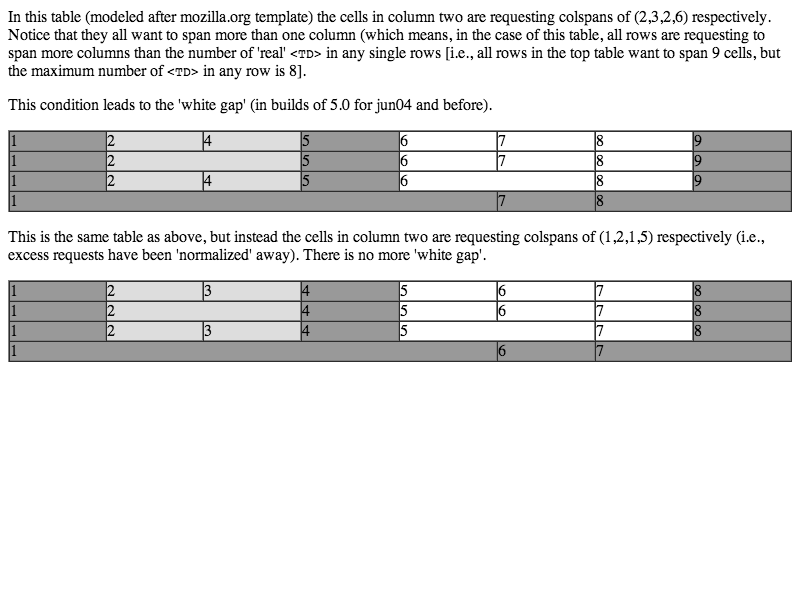 In this table (modeled after mozilla.org template) the cells in column two are requesting colspans of (2,3,2,6) respectively.
Notice that they all want to span more than one column (which means, in the case of this table, all rows are requesting to
span more columns than the number of 'real' <TD> in any single rows [i.e., all rows in the top table want to span 9 cells, but
the maximum number of <TD> in any row is 8].
This condition leads to the 'white gap' (in builds of 5.0 for jun04 and before).
1 2 4 5 6 7 8 9
1 2 5 6 7 8 9
1 2 4 5 6 8 9
1 7 8
This is the same table as above, but instead the cells in column two are requesting colspans of (1,2,1,5) respectively (i.e.,
excess requests have been 'normalized' away). There is no more 'white gap'.
1 2 3 4 5 6 7 8
1 2 4 5 6 7 8
1 2 3 4 5 7 8
1 6 7